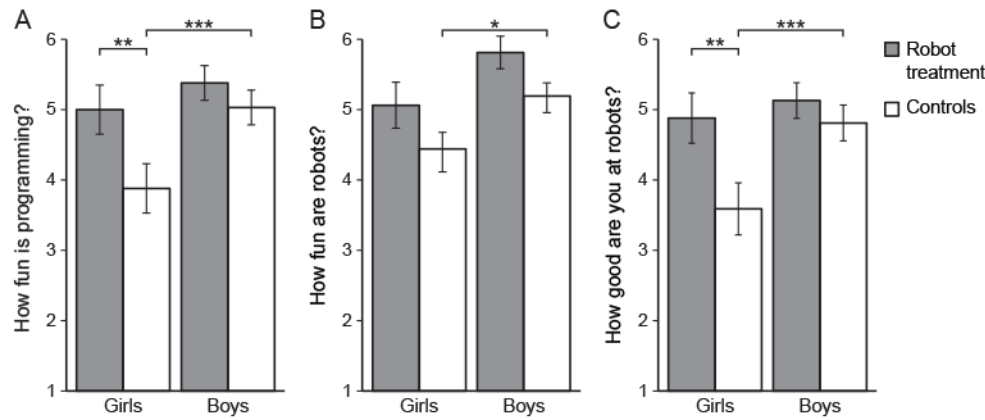 A
**
***
6
5
4
3
2
1
How fun is programming?
Girls
Boys
B
*
6
5
4
3
2
1
How fun are robots?
Girls
Boys
C
**
***
6
5
4
3
2
1
How good are you at robots?
Girls
Boys
Robot
treatment
Controls